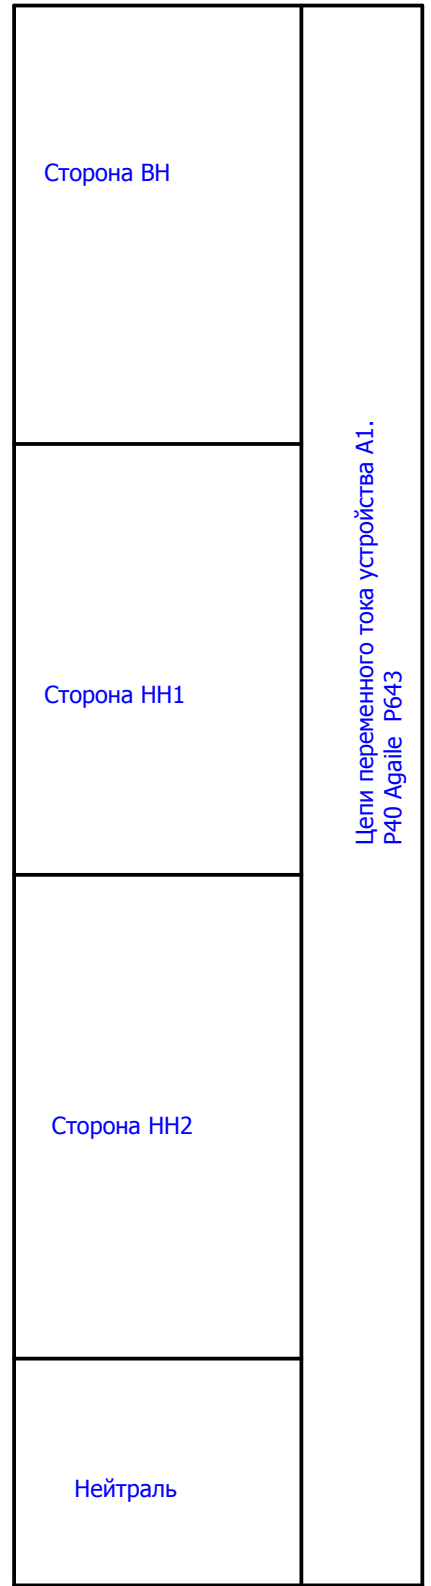 Сторона ВН
Сторона НН1
Сторона НН2
Нейтраль
Цепи переменного тока устройства А1.
P40 Agaile  P643